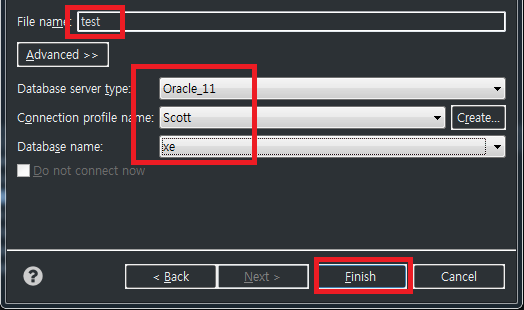 File name: test
Advanced >>
Database server type: Oracle_11
Connection profile name: Scott Create...
Database name: xe
Do not connect now
? < Back Next > Finish Cancel